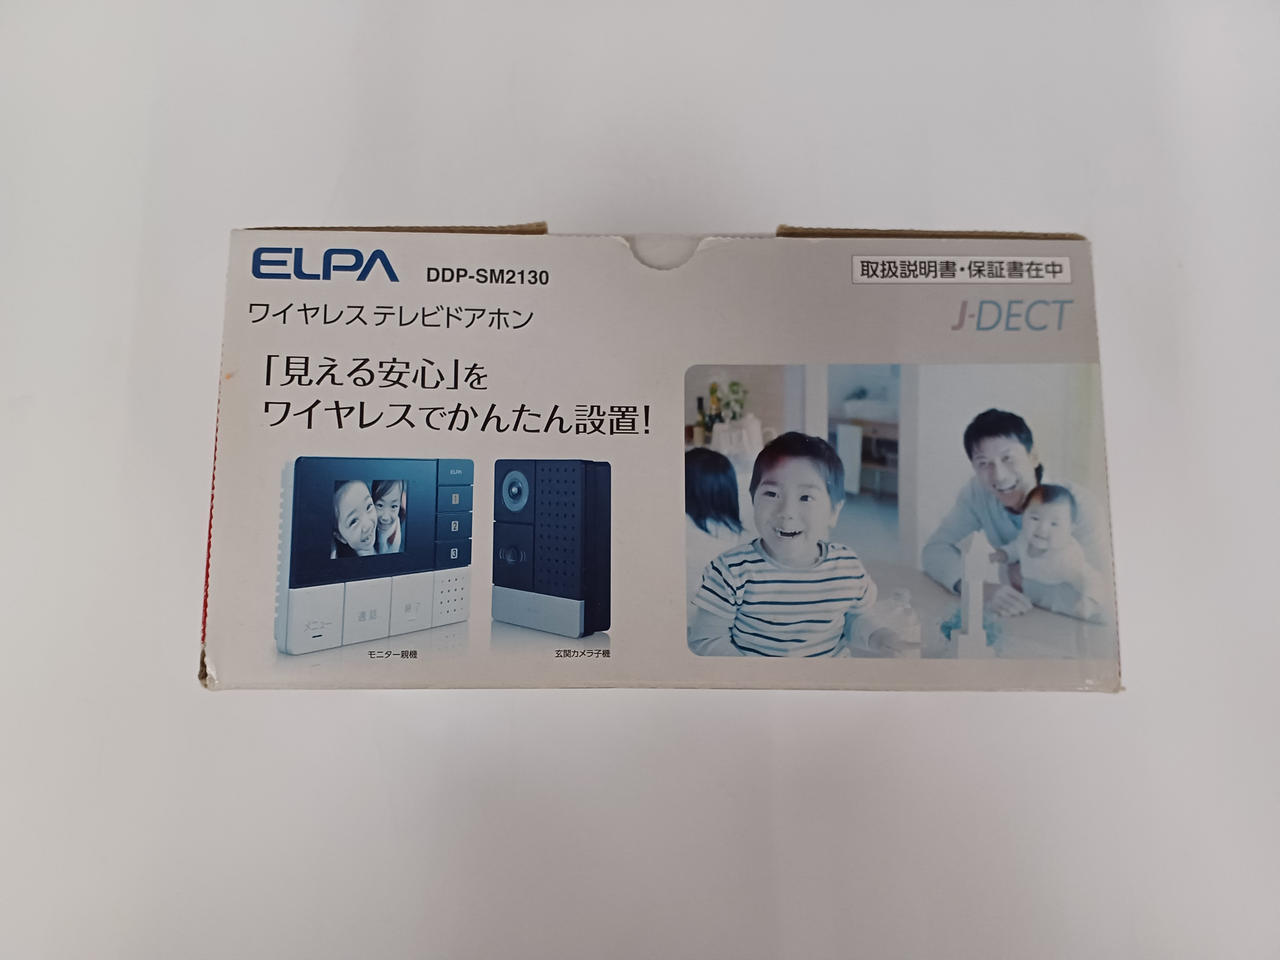 ELPA DDP-SM2130
取扱説明書・保証書在中
ワイヤレス テレビドアホン
J-DECT
「見える安心」を
ワイヤレスでかんたん設置!
ELPA
1
2
3
メニュー 通話 終了
モニター親機
玄関カメラ子機